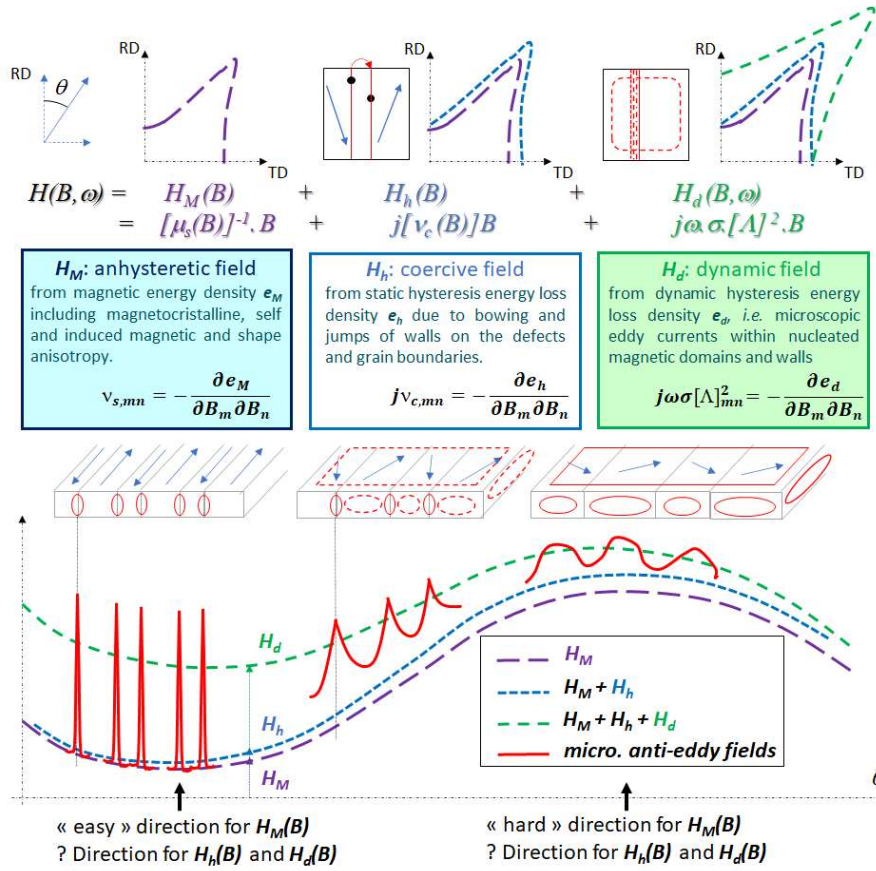 RD
θ
RD
TD
RD
TD
RD
TD
H(B,ω) = H_M(B) + H_h(B) + H_d(B,ω)
= [μ_s(B)]⁻¹.B + j[ν_c(B)]B + jω.σ.[Λ]².B
H_M: anhysteretic field
from magnetic energy density e_M
including magnetocristalline, self
and induced magnetic and shape
anisotropy.
ν_s,mn = − ∂e_M / ∂B_m ∂B_n
H_h: coercive field
from static hysteresis energy loss
density e_h due to bowing and
jumps of walls on the defects
and grain boundaries.
jν_c,mn = − ∂e_h / ∂B_m ∂B_n
H_d: dynamic field
from dynamic hysteresis energy
loss density e_d, i.e. microscopic
eddy currents within nucleated
magnetic domains and walls
jωσ[Λ]²_mn = − ∂e_d / ∂B_m ∂B_n
H_d
H_h
H_M
H_M
H_M + H_h
H_M + H_h + H_d
micro. anti-eddy fields
« easy » direction for H_M(B)
? Direction for H_h(B) and H_d(B)
« hard » direction for H_M(B)
? Direction for H_h(B) and H_d(B)